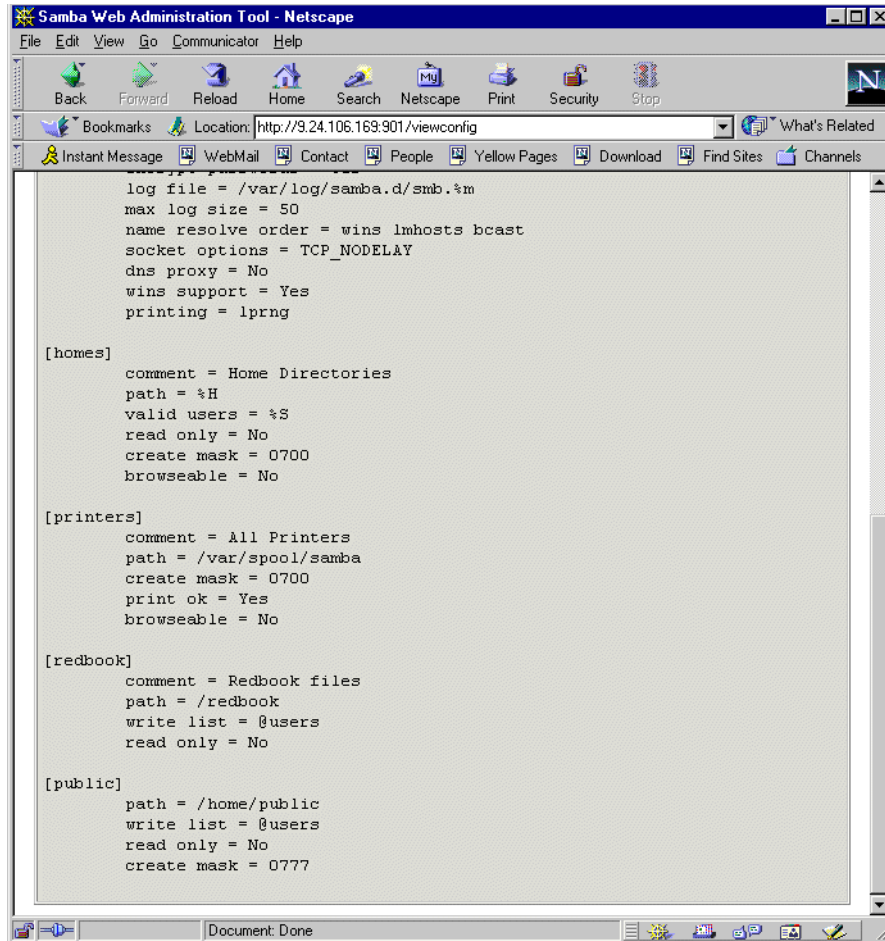 Samba Web Administration Tool - Netscape
File Edit View Go Communicator Help
My
N
Back Forward Reload Home Search Netscape Print Security Stop
Bookmarks Location: http://9.24.106.169:901/viewconfig What's Related
Instant Message WebMail Contact People Yellow Pages Download Find Sites Channels
log file = /var/log/samba.d/smb.%m
max log size = 50
name resolve order = wins lmhosts bcast
socket options = TCP_NODELAY
dns proxy = No
wins support = Yes
printing = lprng
[homes]
comment = Home Directories
path = %H
valid users = %S
read only = No
create mask = 0700
browseable = No
[printers]
comment = All Printers
path = /var/spool/samba
create mask = 0700
print ok = Yes
browseable = No
[redbook]
comment = Redbook files
path = /redbook
write list = @users
read only = No
[public]
path = /home/public
write list = @users
read only = No
create mask = 0777
Document: Done